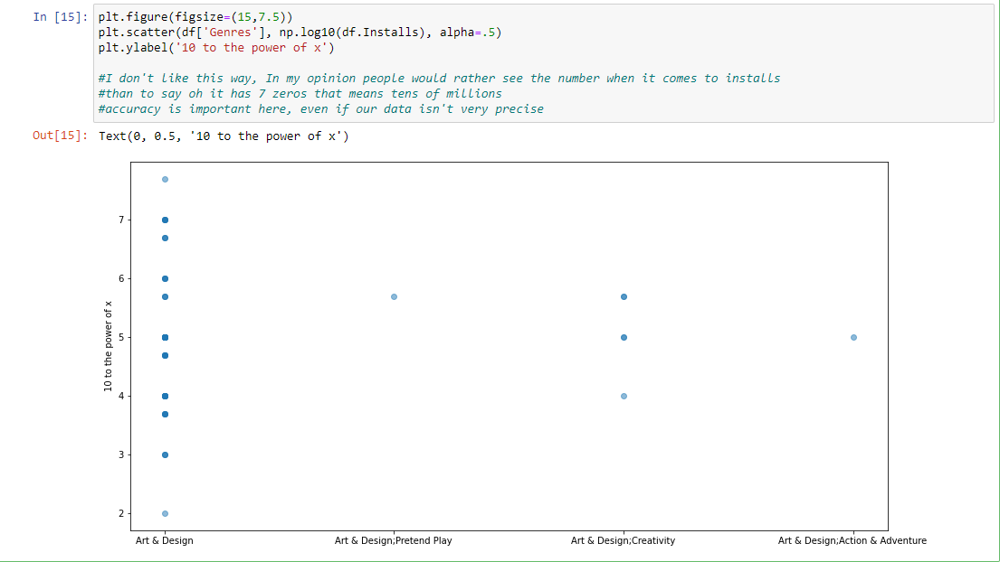 In [15]: plt.figure(figsize=(15,7.5))
plt.scatter(df['Genres'], np.log10(df.Installs), alpha=.5)
plt.ylabel('10 to the power of x')
#I don't like this way, In my opinion people would rather see the number when it comes to installs
#than to say oh it has 7 zeros that means tens of millions
#accuracy is important here, even if our data isn't very precise
Out[15]: Text(0, 0.5, '10 to the power of x')
10 to the power of x
7
6
5
4
3
2
Art & Design Art & Design;Pretend Play Art & Design;Creativity Art & Design;Action & Adventure